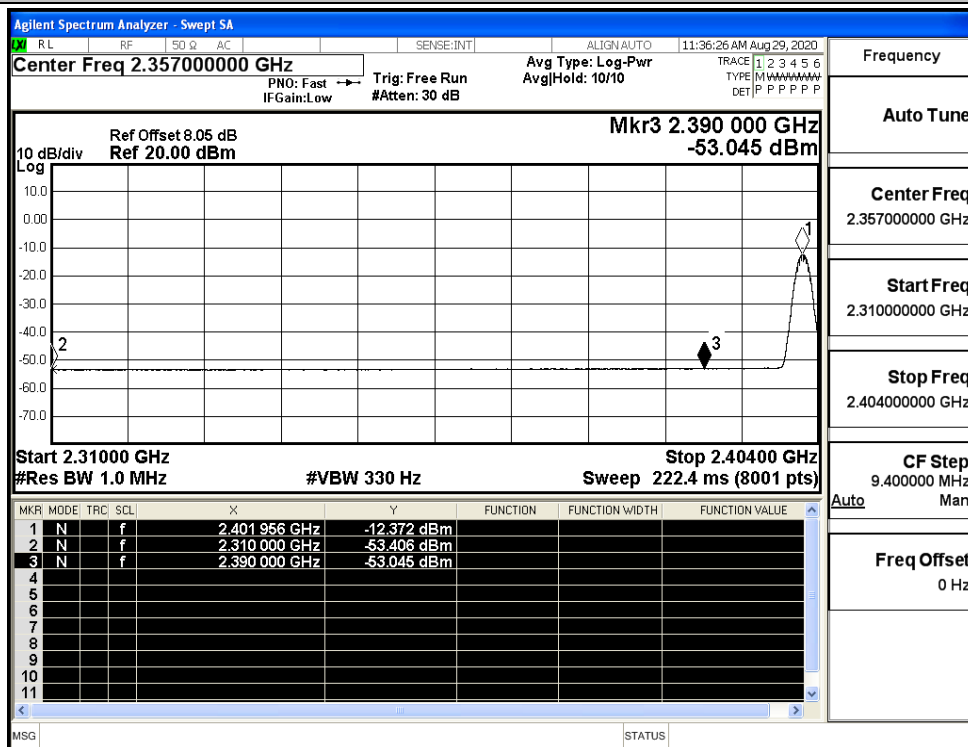 Agilent Spectrum Analyzer - Swept SA
LXI RL RF 50 Ω AC SENSE:INT ALIGN AUTO 11:36:26 AM Aug 29, 2020
Center Freq 2.357000000 GHz
PNO: Fast
IFGain:Low
Trig: Free Run
#Atten: 30 dB
Avg Type: Log-Pwr
Avg|Hold: 10/10
TRACE 1 2 3 4 5 6
TYPE M WWWWW
DET P P P P P P
Ref Offset 8.05 dB
10 dB/div Ref 20.00 dBm
Log
Mkr3 2.390 000 GHz
-53.045 dBm
10.0
0.00
-10.0
-20.0
-30.0
-40.0
-50.0
-60.0
-70.0
1
2
3
Start 2.31000 GHz Stop 2.40400 GHz
#Res BW 1.0 MHz #VBW 330 Hz Sweep 222.4 ms (8001 pts)
MKR MODE TRC SCL X Y FUNCTION FUNCTION WIDTH FUNCTION VALUE
1 N f 2.401 956 GHz -12.372 dBm
2 N f 2.310 000 GHz -53.406 dBm
3 N f 2.390 000 GHz -53.045 dBm
4
5
6
7
8
9
10
11
MSG STATUS
Frequency
Auto Tune
Center Freq
2.357000000 GHz
Start Freq
2.310000000 GHz
Stop Freq
2.404000000 GHz
CF Step
9.400000 MHz
Auto Man
Freq Offset
0 Hz